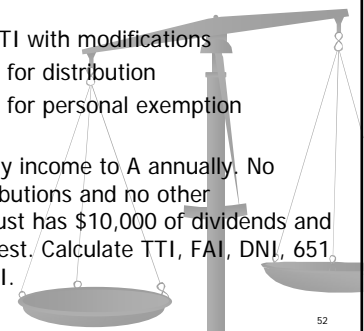 TI with modifications
for distribution
for personal exemption
y income to A annually. No
butions and no other
ust has $10,000 of dividends and
est. Calculate TTI, FAI, DNI, 651
I.
52